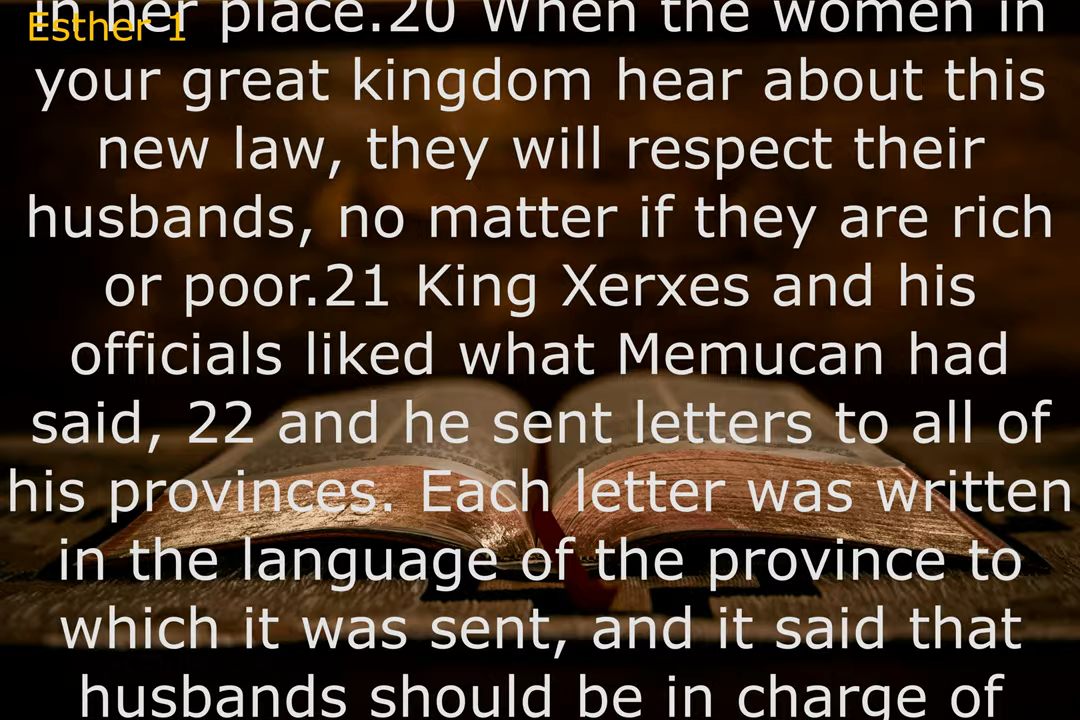 in her place.20 When the women in
Esther 1
your great kingdom hear about this
new law, they will respect their
husbands, no matter if they are rich
or poor.21 King Xerxes and his
officials liked what Memucan had
said, 22 and he sent letters to all of
his provinces. Each letter was written
in the language of the province to
which it was sent, and it said that
husbands should be in charge of